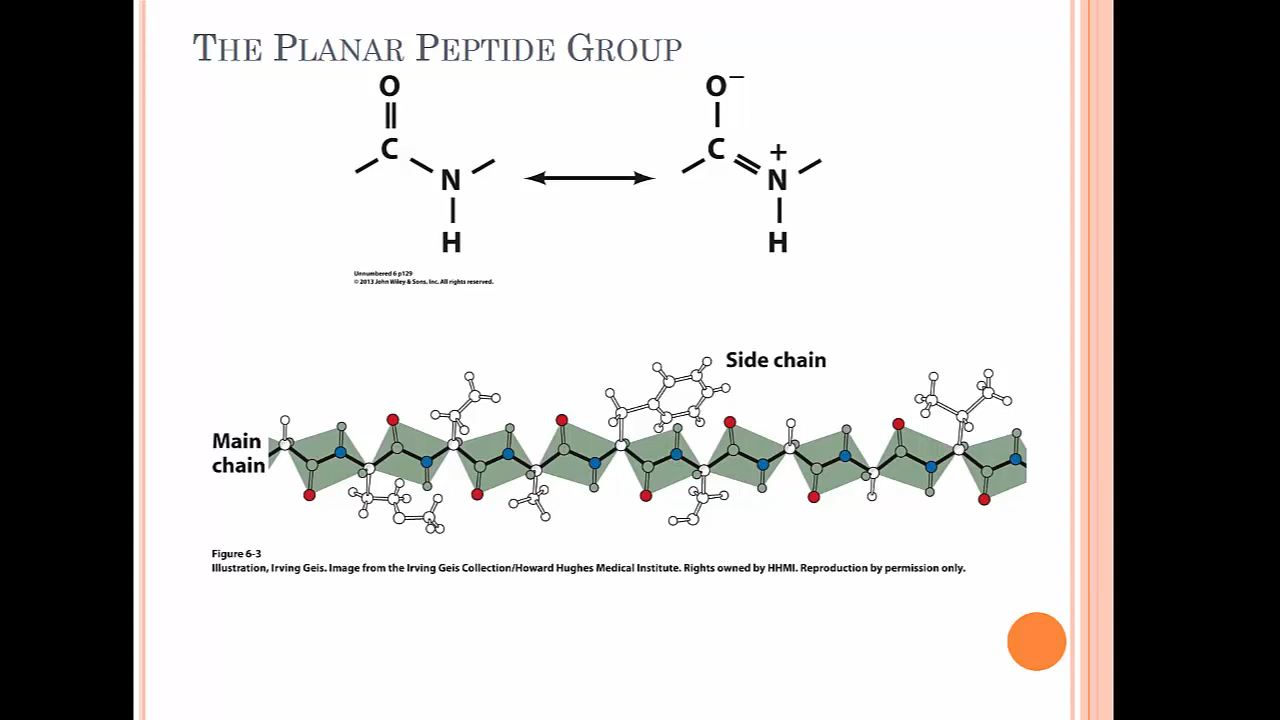 THE PLANAR PEPTIDE GROUP
O
C
N
H
O−
C
+
N
H
Unnumbered 6 p129
© 2013 John Wiley & Sons, Inc. All rights reserved.
Side chain
Main
chain
Figure 6-3
Illustration, Irving Geis. Image from the Irving Geis Collection/Howard Hughes Medical Institute. Rights owned by HHMI. Reproduction by permission only.